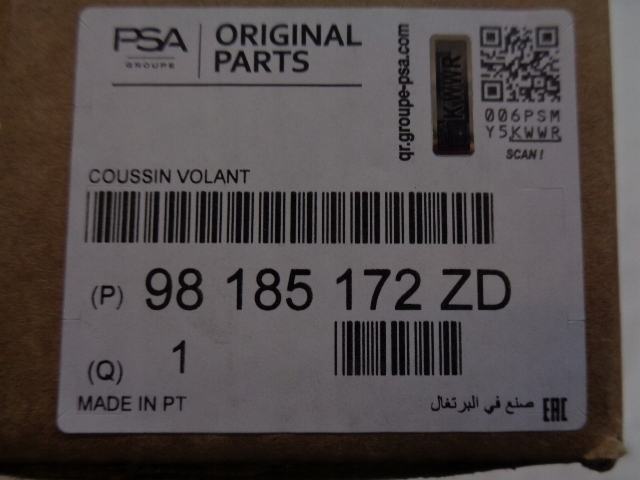 PSA
GROUPE
ORIGINAL
PARTS
qr.groupe-psa.com
KWWR
006PSM
Y5KWWR
SCAN!
COUSSIN VOLANT
(P) 98 185 172 ZD
(Q) 1
MADE IN PT
صنع في البرتغال
EAC